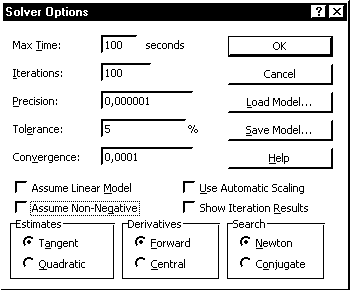 Solver Options
Max Time: 100 seconds OK
Iterations: 100 Cancel
Precision: 0,000001 Load Model...
Tolerance: 5 % Save Model...
Convergence: 0,0001 Help
Assume Linear Model Use Automatic Scaling
Assume Non-Negative Show Iteration Results
Estimates Derivatives Search
Tangent Forward Newton
Quadratic Central Conjugate